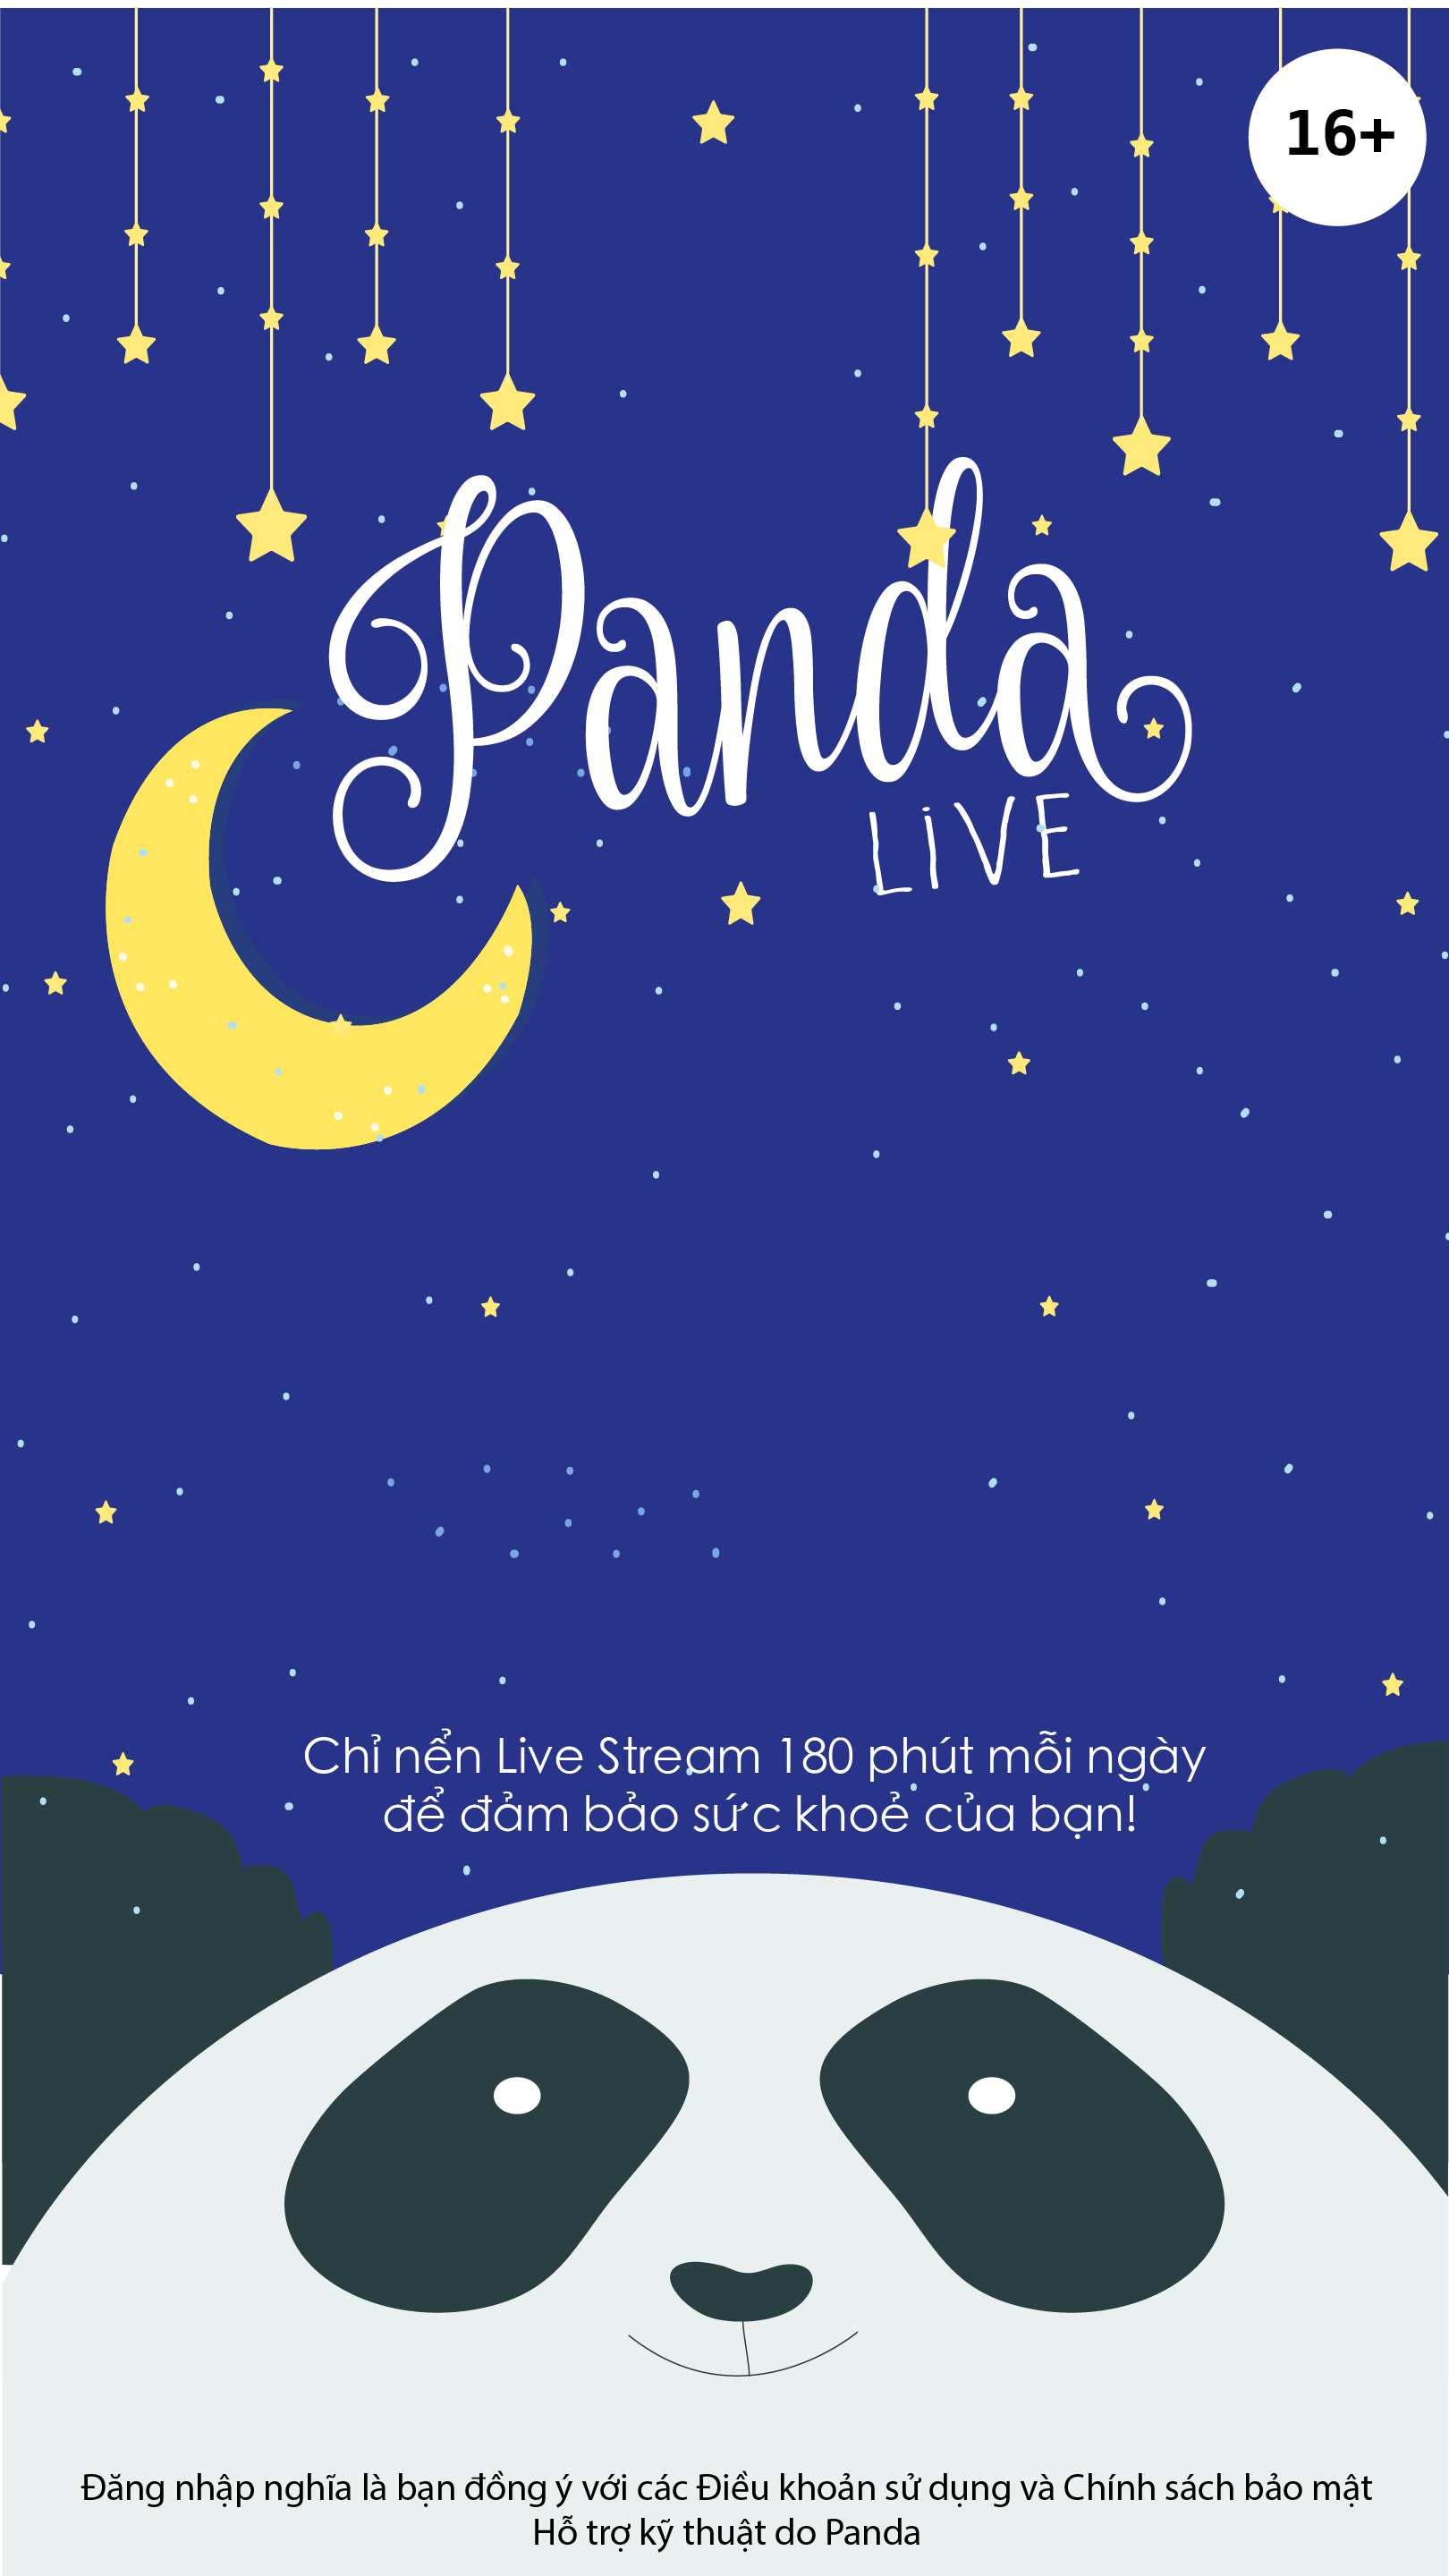 16+
Panda
LiVE
Chỉ nển Live Stream 180 phút mỗi ngày
để đảm bảo sức khoẻ của bạn!
Đăng nhập nghĩa là bạn đồng ý với các Điều khoản sử dụng và Chính sách bảo mật
Hỗ trợ kỹ thuật do Panda